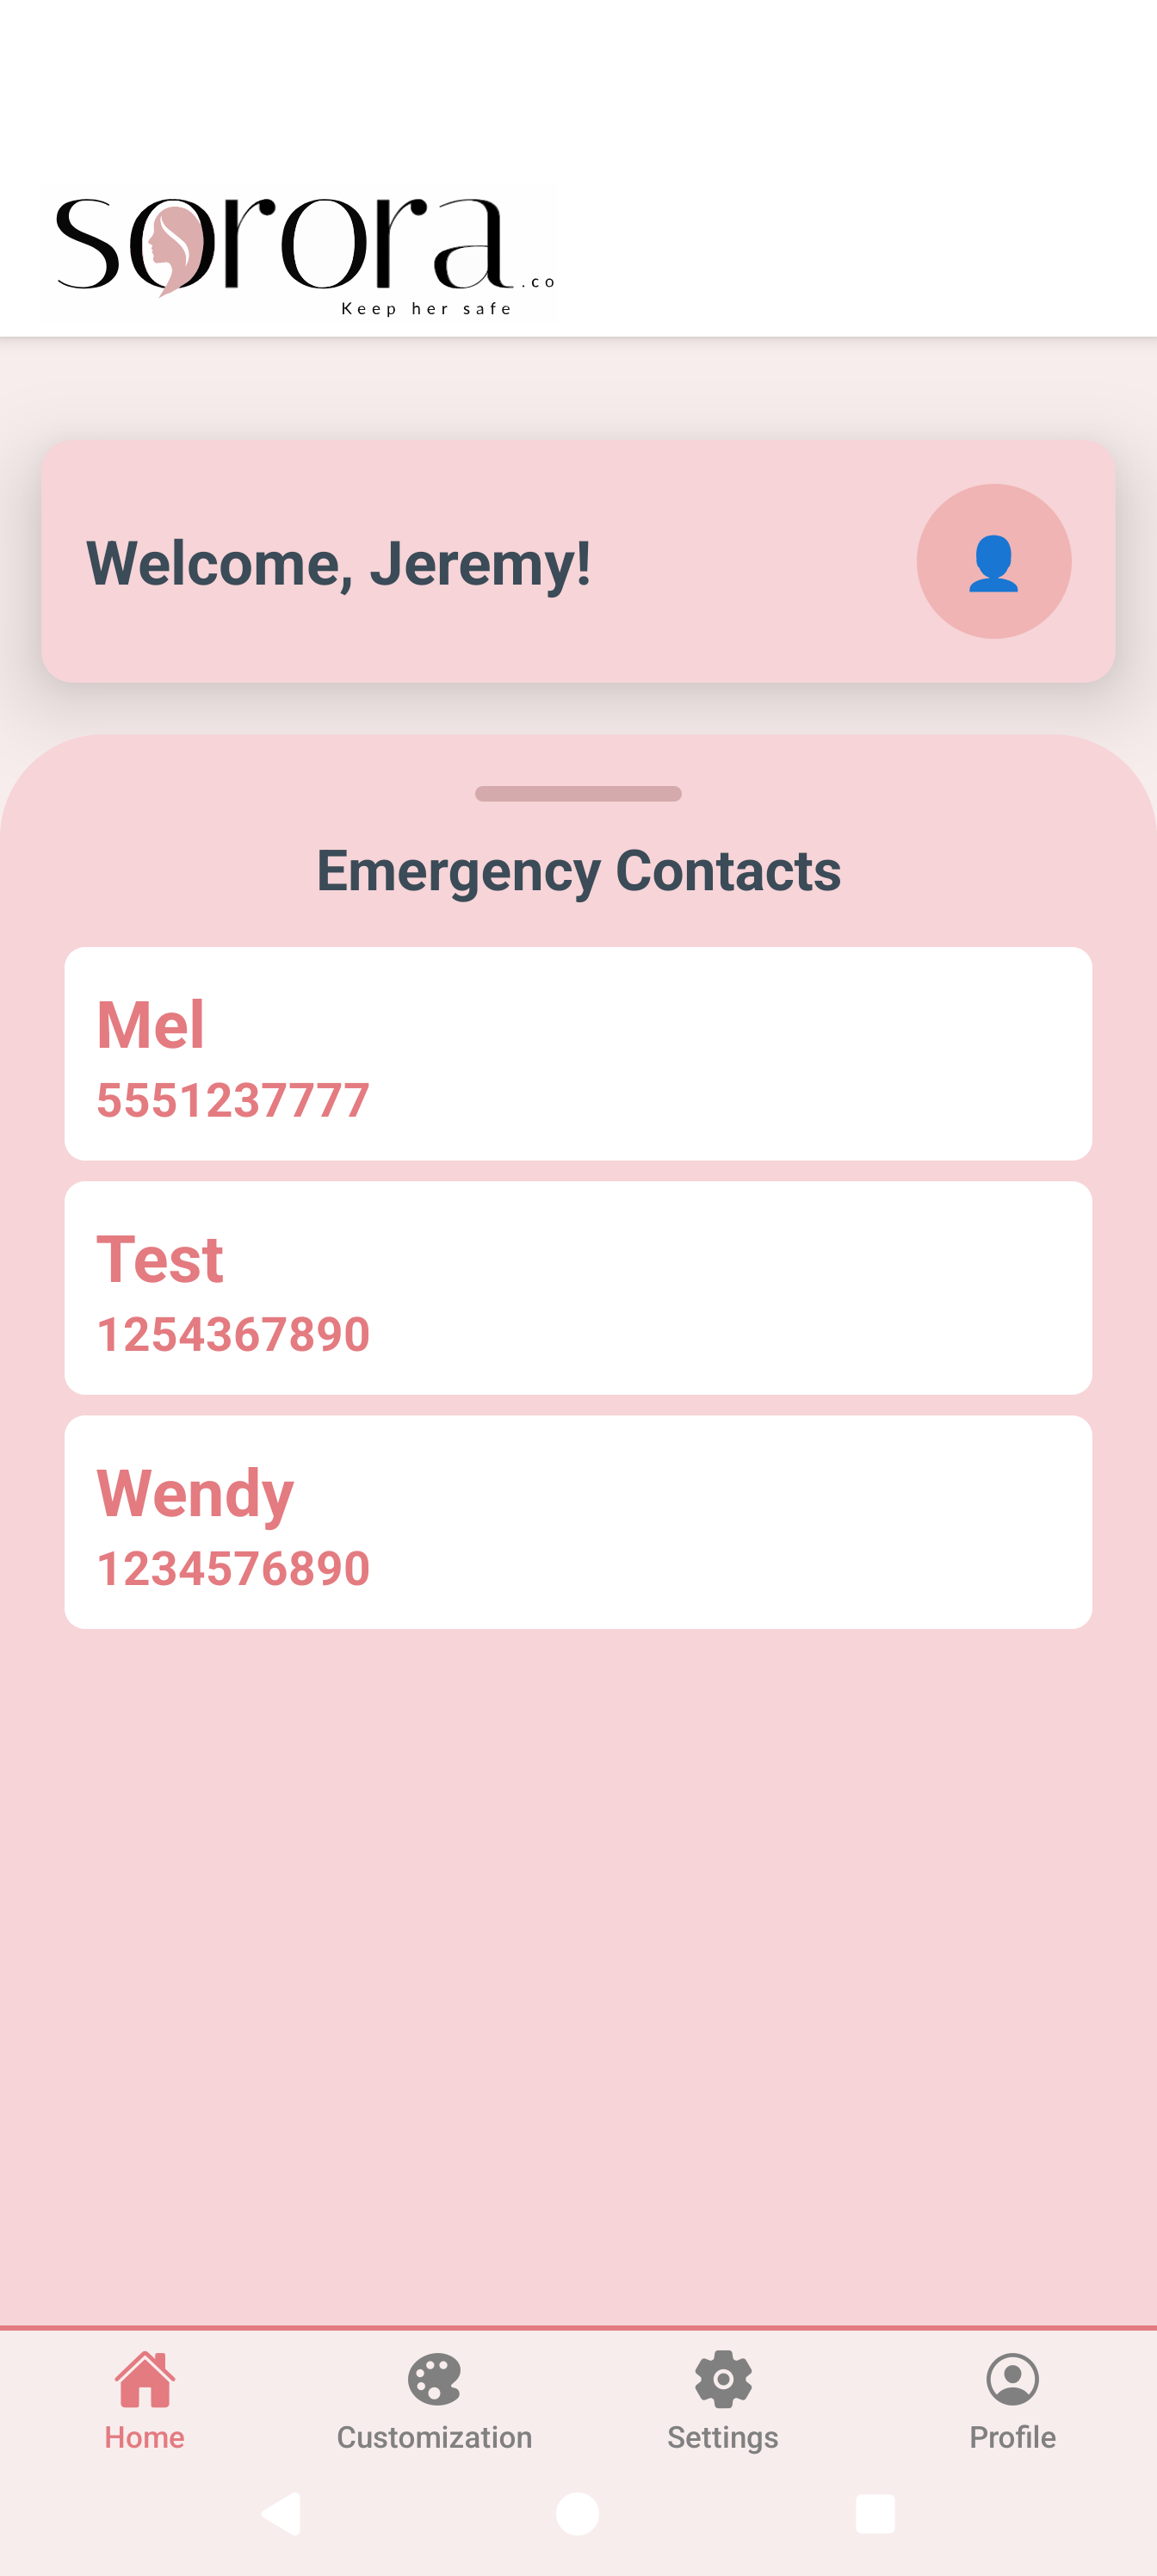 sorora
.co
Keep her safe
Welcome, Jeremy!
Emergency Contacts
Mel
5551237777
Test
1254367890
Wendy
1234576890
Home
Customization
Settings
Profile